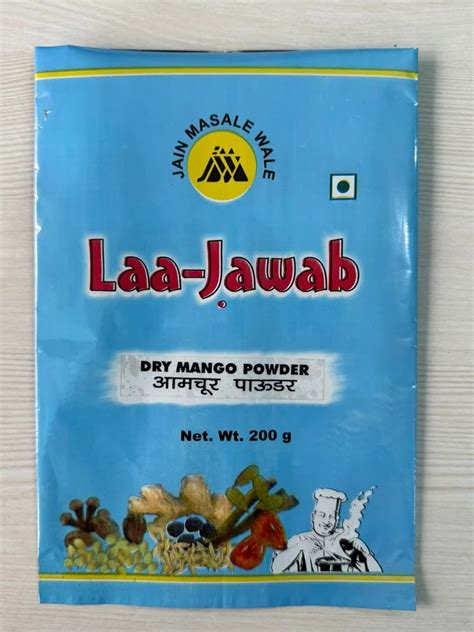 JAIN MASALE WALE
Laa-Jawab
DRY MANGO POWDER
आमचूर पाऊडर
Net. Wt. 200 g